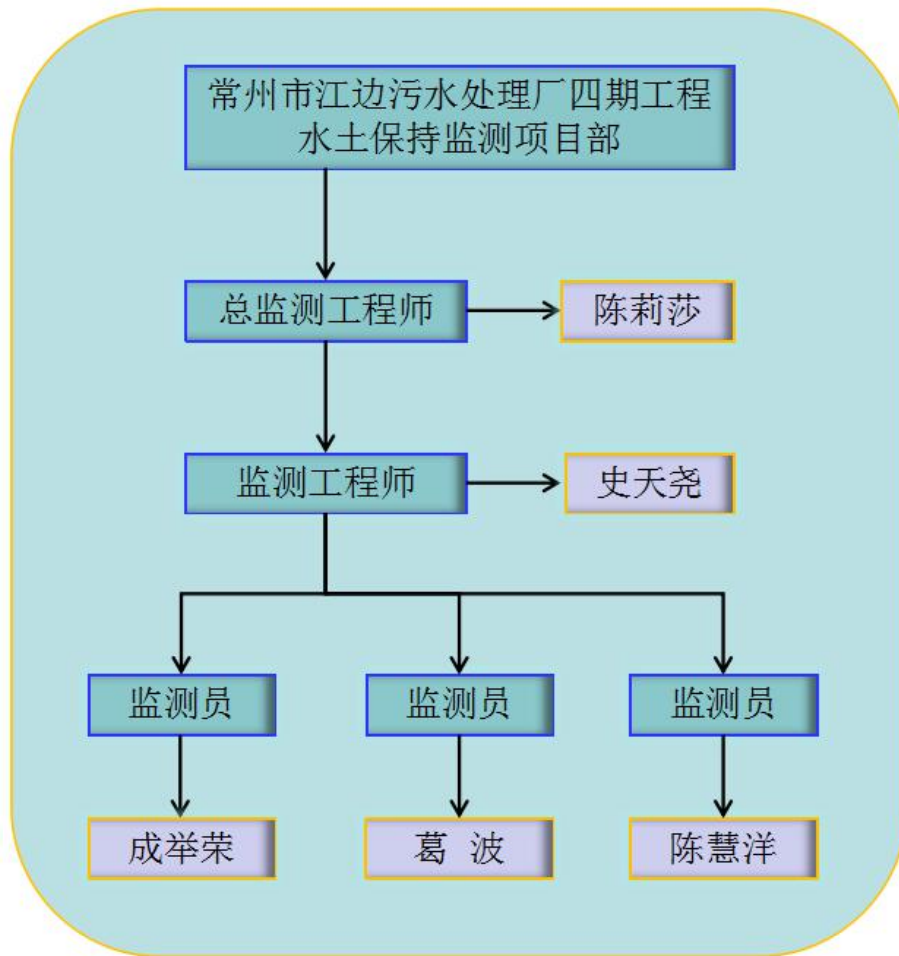 常州市江边污水处理厂四期工程
水土保持监测项目部
总监测工程师
陈莉莎
监测工程师
史天尧
监测员
监测员
监测员
成举荣
葛 波
陈慧洋